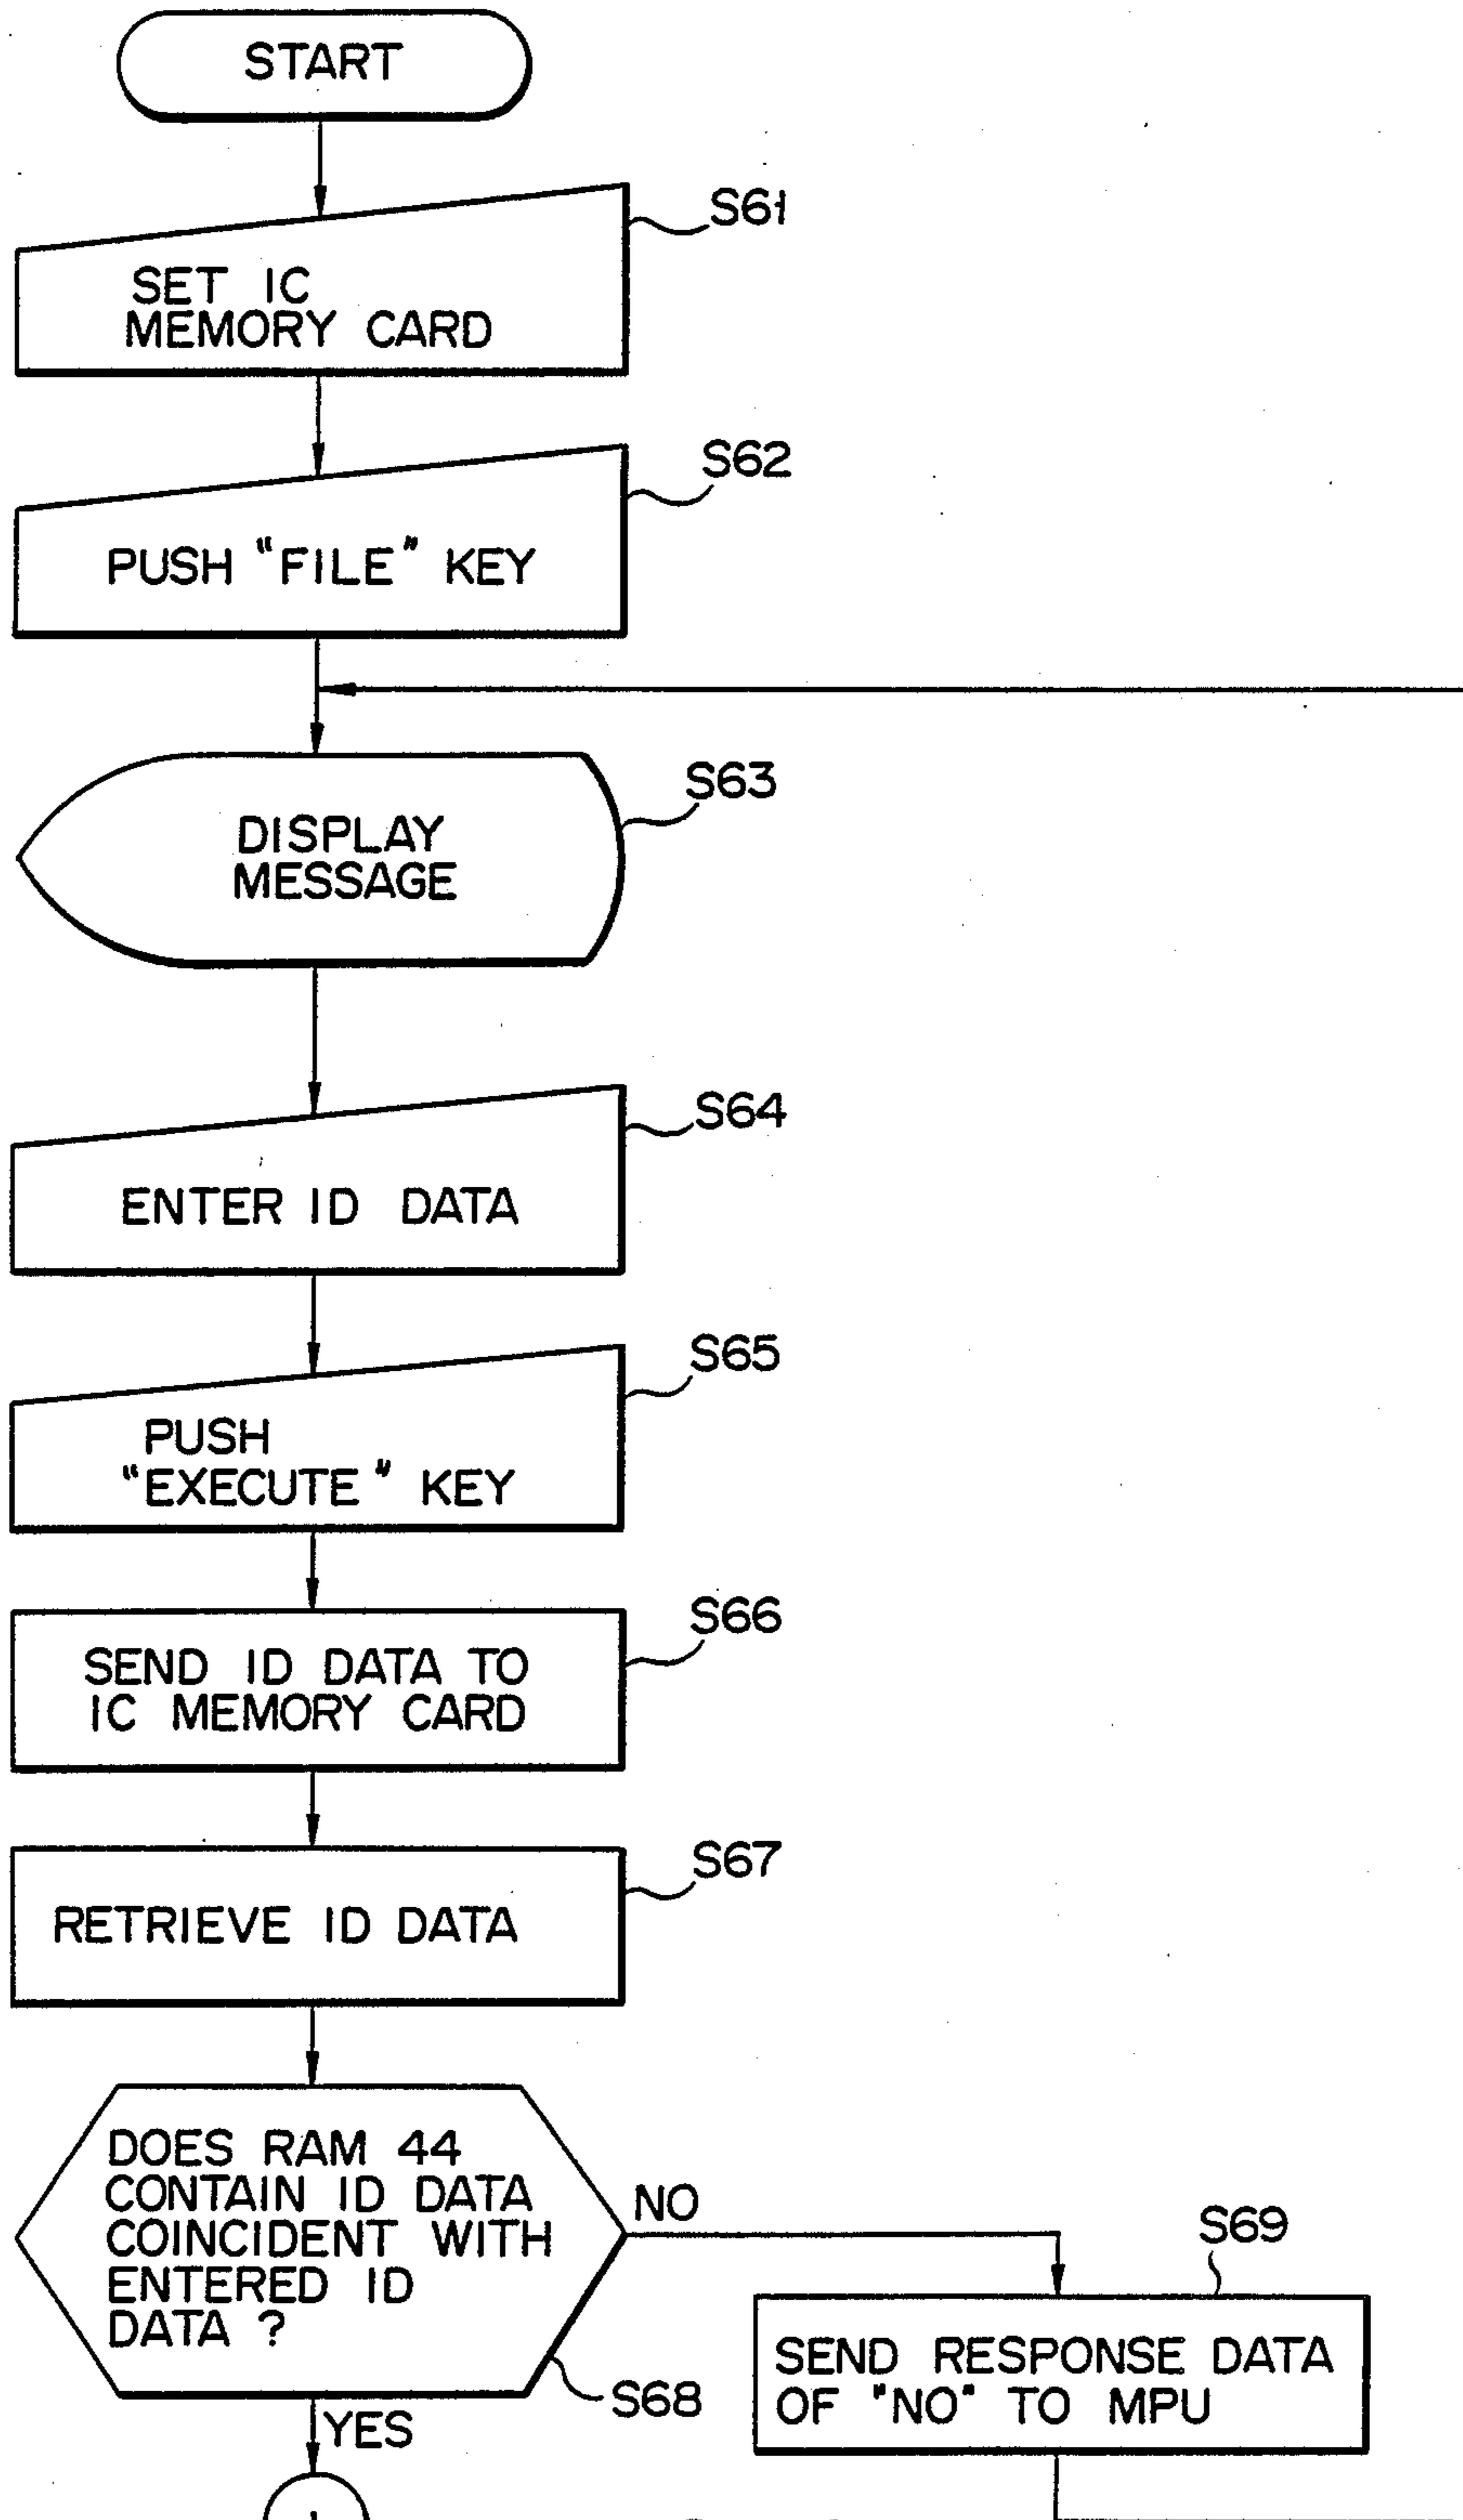 START
S61
SET IC
MEMORY CARD
S62
PUSH "FILE" KEY
S63
DISPLAY
MESSAGE
S64
ENTER ID DATA
S65
PUSH
"EXECUTE" KEY
S66
SEND ID DATA TO
IC MEMORY CARD
S67
RETRIEVE ID DATA
DOES RAM 44
CONTAIN ID DATA
COINCIDENT WITH
ENTERED ID
DATA ?
NO
S69
SEND RESPONSE DATA
OF "NO" TO MPU
S68
YES